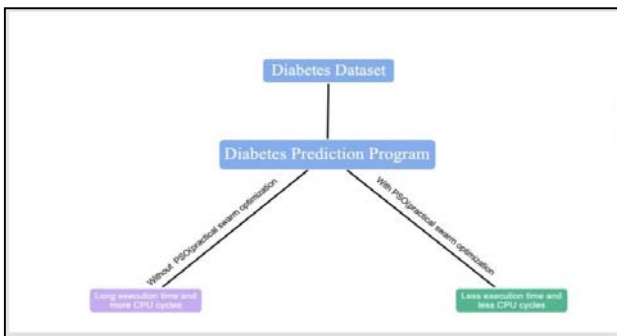 Diabetes Dataset
Diabetes Prediction Program
Without PSO(practical swarm optimization
With PSO(practical swarm optimization
Long execution time and
more CPU cycles
Less execution time and
less CPU cycles